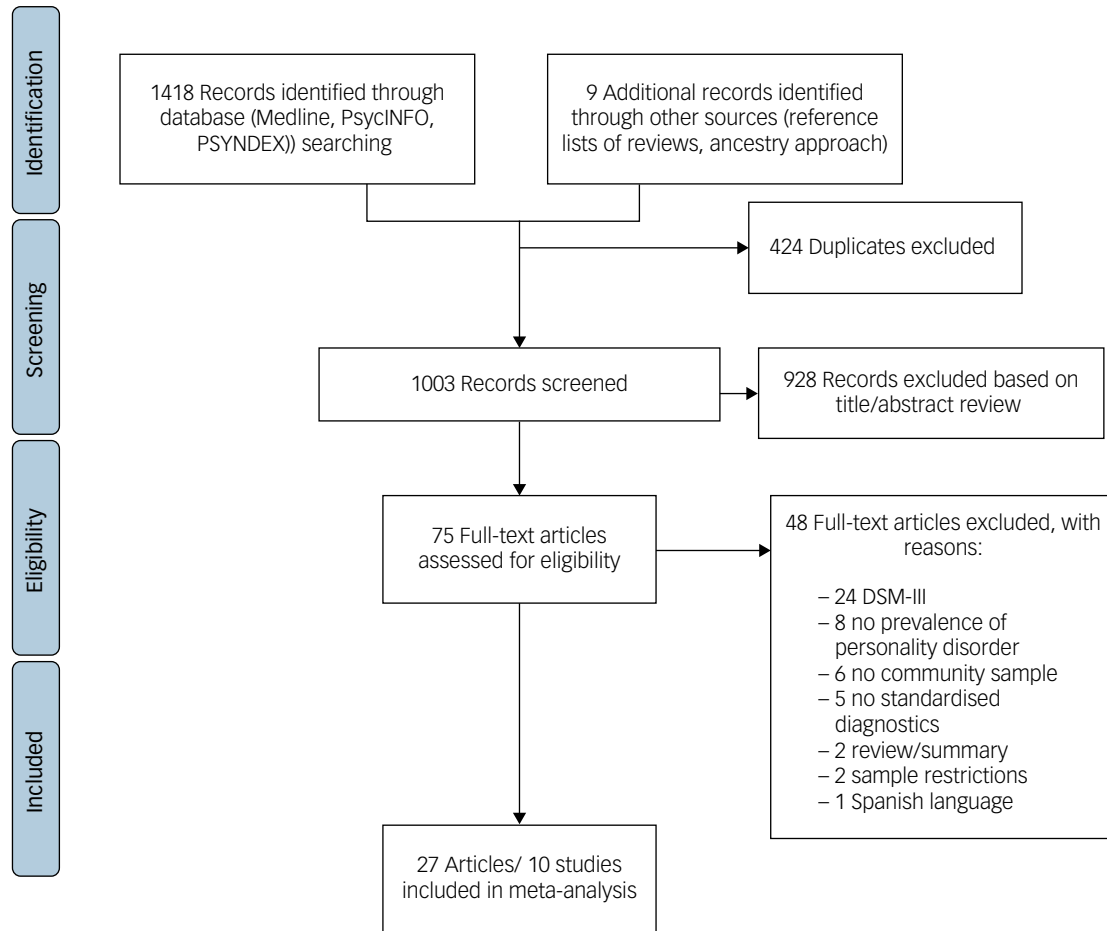 Identification
1418 Records identified through
database (Medline, PsycINFO,
PSYNDEX)) searching
9 Additional records identified
through other sources (reference
lists of reviews, ancestry approach)
Screening
424 Duplicates excluded
1003 Records screened
928 Records excluded based on
title/abstract review
Eligibility
75 Full-text articles
assessed for eligibility
48 Full-text articles excluded, with
reasons:
– 24 DSM-III
– 8 no prevalence of
personality disorder
– 6 no community sample
– 5 no standardised
diagnostics
– 2 review/summary
– 2 sample restrictions
– 1 Spanish language
Included
27 Articles/ 10 studies
included in meta-analysis